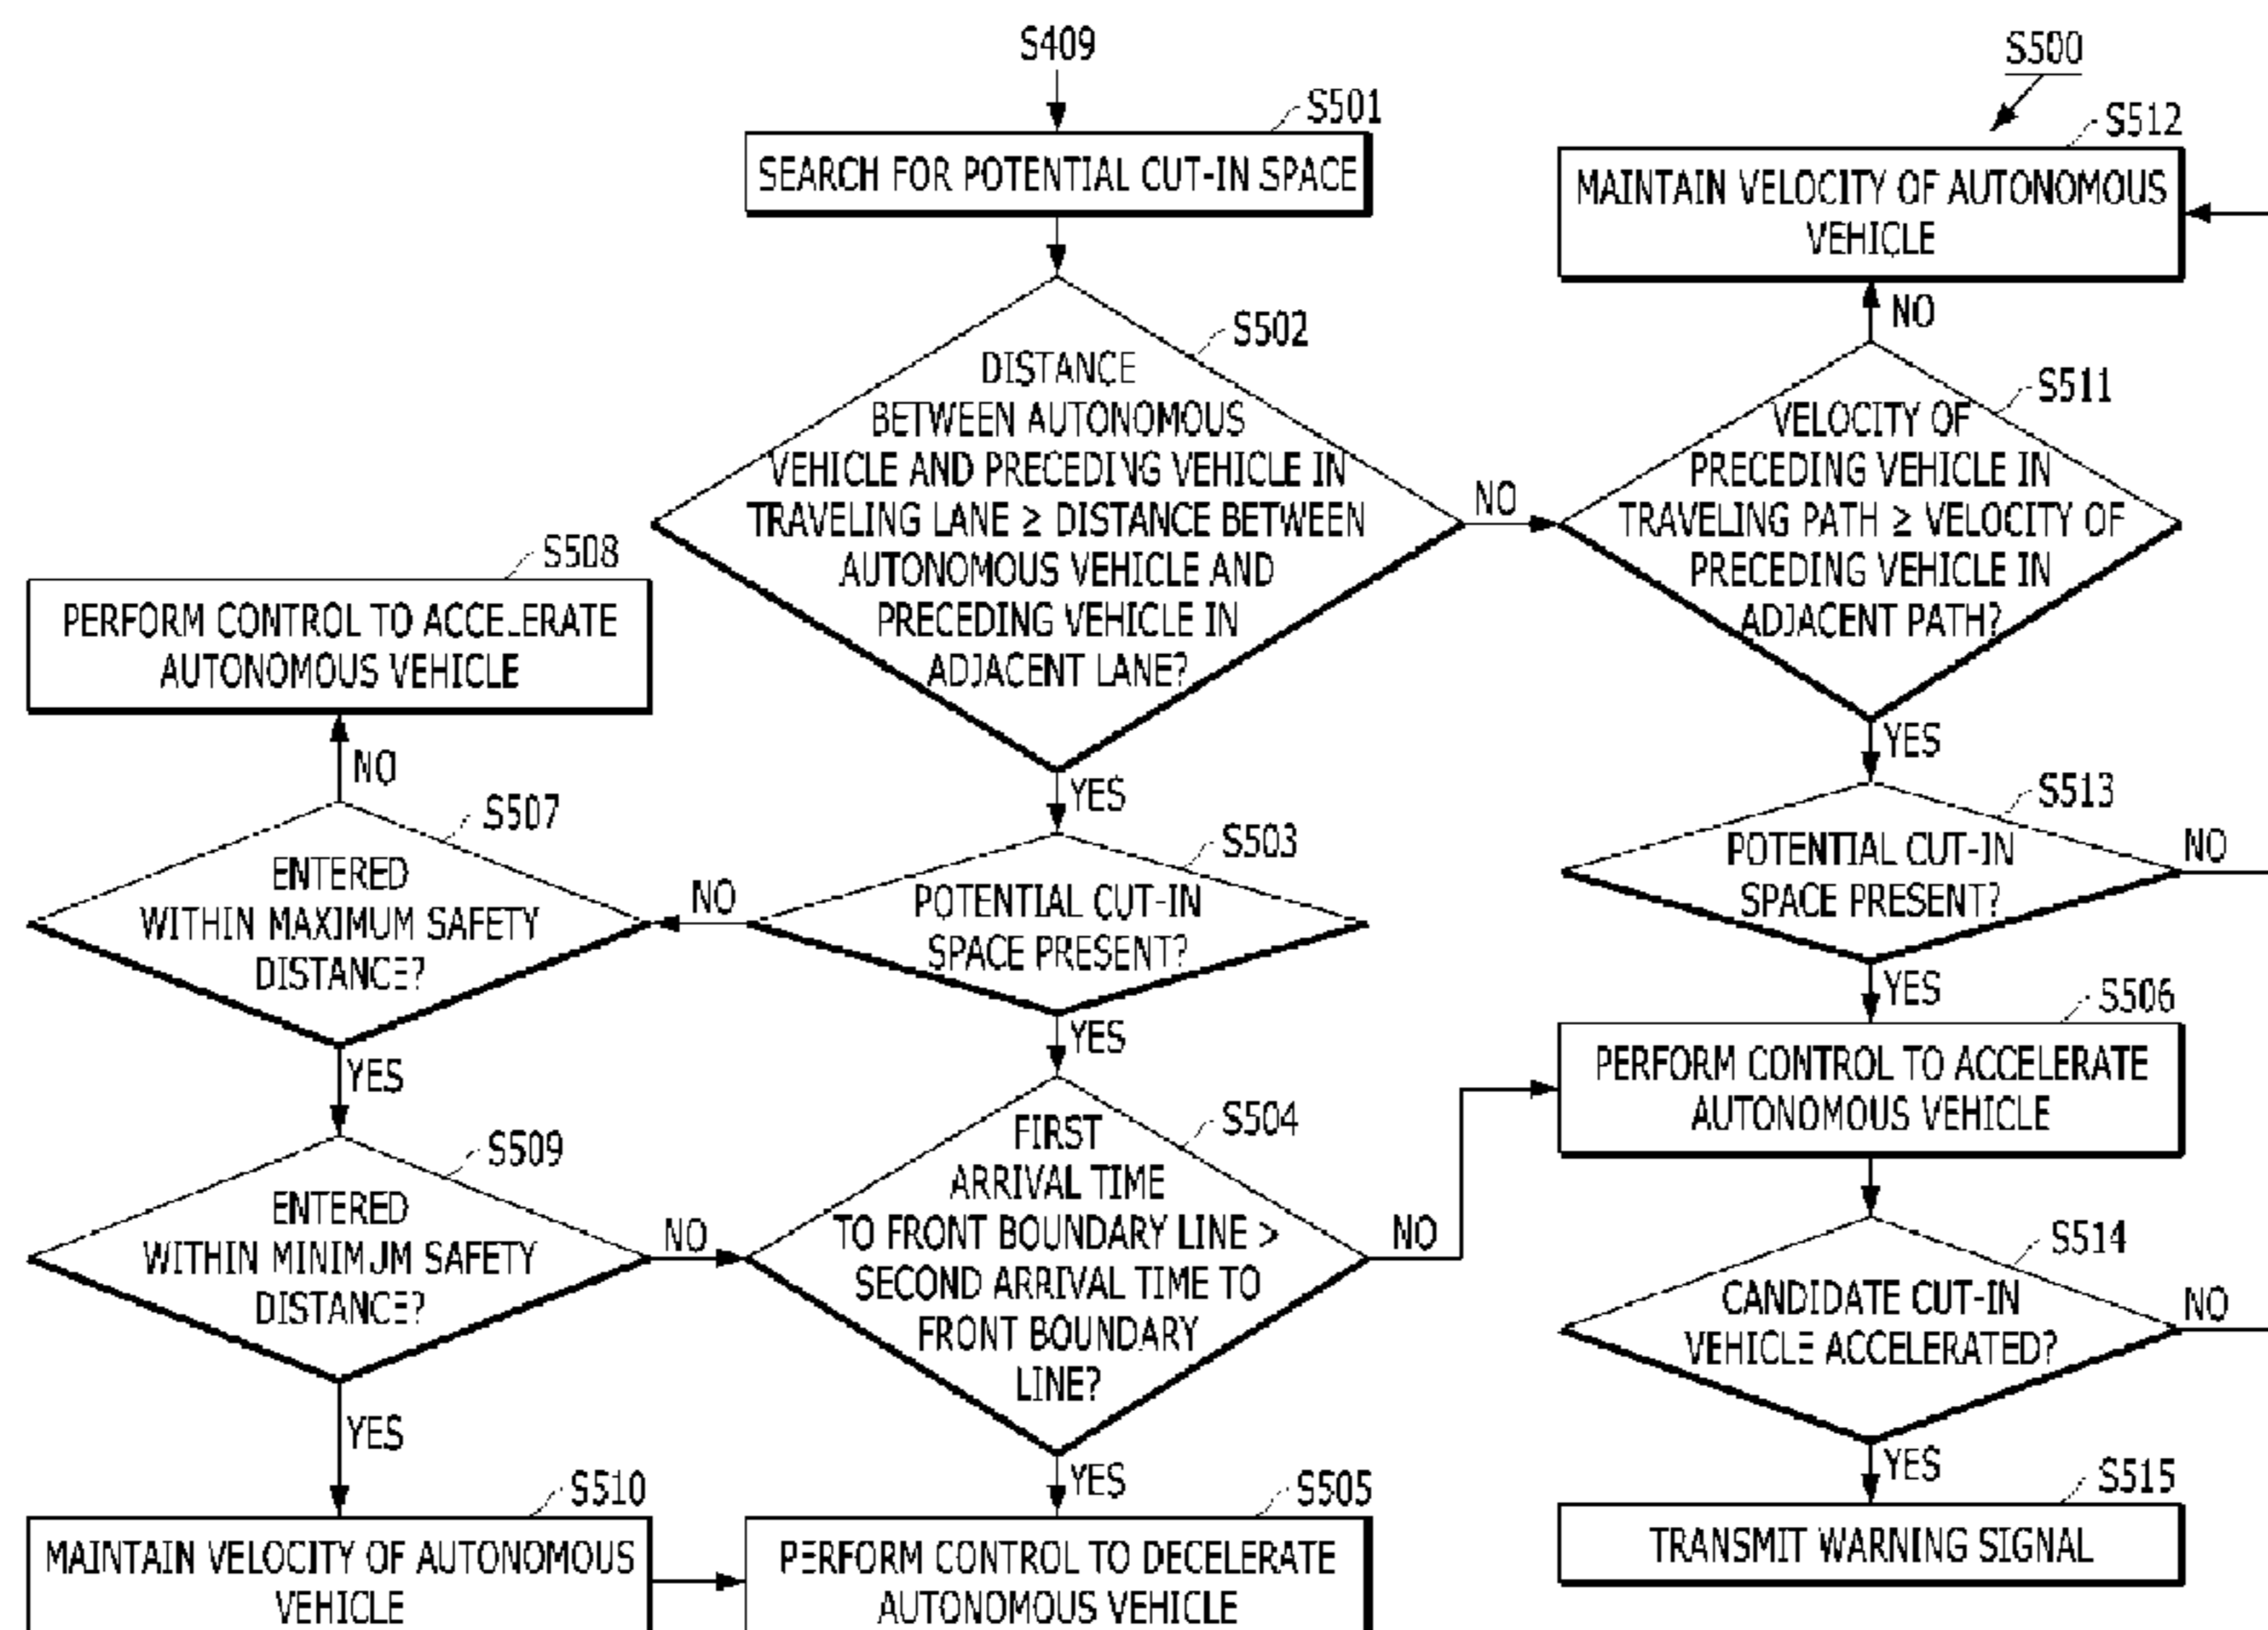 S409
S500
S501
SEARCH FOR POTENTIAL CUT-IN SPACE
S512
MAINTAIN VELOCITY OF AUTONOMOUS
VEHICLE
NO
S502
DISTANCE
BETWEEN AUTONOMOUS
VEHICLE AND PRECEDING VEHICLE IN
TRAVELING LANE ≥ DISTANCE BETWEEN
AUTONOMOUS VEHICLE AND
PRECEDING VEHICLE IN
ADJACENT LANE?
NO
S511
VELOCITY OF
PRECEDING VEHICLE IN
TRAVELING PATH ≥ VELOCITY OF
PRECEDING VEHICLE IN
ADJACENT PATH?
S508
PERFORM CONTROL TO ACCELERATE
AUTONOMOUS VEHICLE
NO
YES
YES
S507
ENTERED
WITHIN MAXIMUM SAFETY
DISTANCE?
NO
S503
POTENTIAL CUT-IN
SPACE PRESENT?
S513
POTENTIAL CUT-IN
SPACE PRESENT?
NO
YES
YES
YES
S506
PERFORM CONTROL TO ACCELERATE
AUTONOMOUS VEHICLE
S509
ENTERED
WITHIN MINIMUM SAFETY
DISTANCE?
NO
S504
FIRST
ARRIVAL TIME
TO FRONT BOUNDARY LINE >
SECOND ARRIVAL TIME TO
FRONT BOUNDARY
LINE?
NO
S514
CANDIDATE CUT-IN
VEHICLE ACCELERATED?
NO
YES
YES
YES
S510
MAINTAIN VELOCITY OF AUTONOMOUS
VEHICLE
S505
PERFORM CONTROL TO DECELERATE
AUTONOMOUS VEHICLE
S515
TRANSMIT WARNING SIGNAL